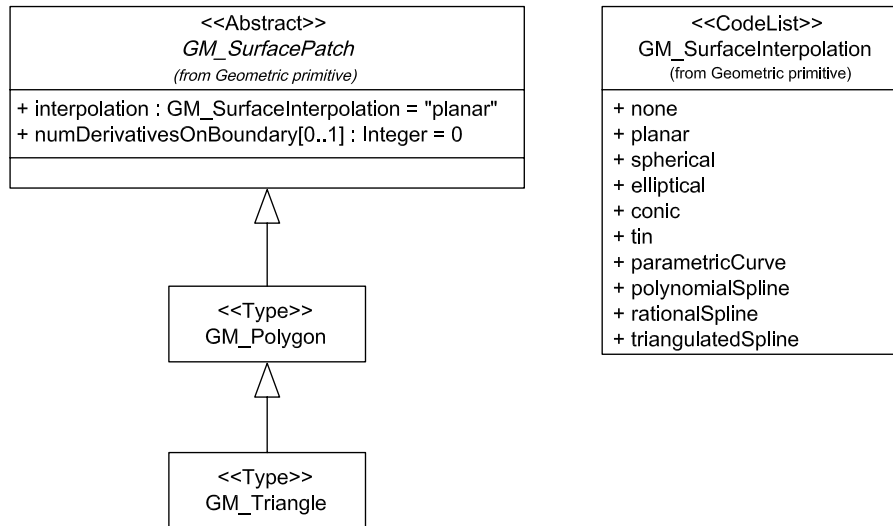 <<Abstract>>
GM_SurfacePatch
(from Geometric primitive)
+ interpolation : GM_SurfaceInterpolation = "planar"
+ numDerivativesOnBoundary[0..1] : Integer = 0
<<Type>>
GM_Polygon
<<Type>>
GM_Triangle
<<CodeList>>
GM_SurfaceInterpolation
(from Geometric primitive)
+ none
+ planar
+ spherical
+ elliptical
+ conic
+ tin
+ parametricCurve
+ polynomialSpline
+ rationalSpline
+ triangulatedSpline